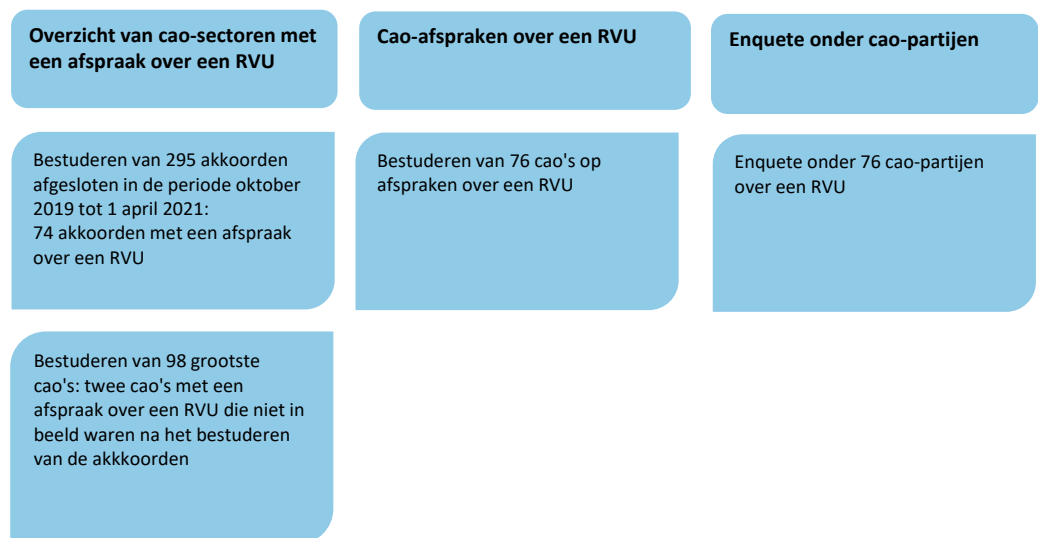 Overzicht van cao-sectoren met
een afspraak over een RVU
Bestuderen van 295 akkoorden
afgesloten in de periode oktober
2019 tot 1 april 2021:
74 akkoorden met een afspraak
over een RVU
Bestuderen van 98 grootste
cao's: twee cao's met een
afspraak over een RVU die niet in
beeld waren na het bestuderen
van de akkkoorden
Cao-afspraken over een RVU
Bestuderen van 76 cao's op
afspraken over een RVU
Enquete onder cao-partijen
Enquete onder 76 cao-partijen
over een RVU